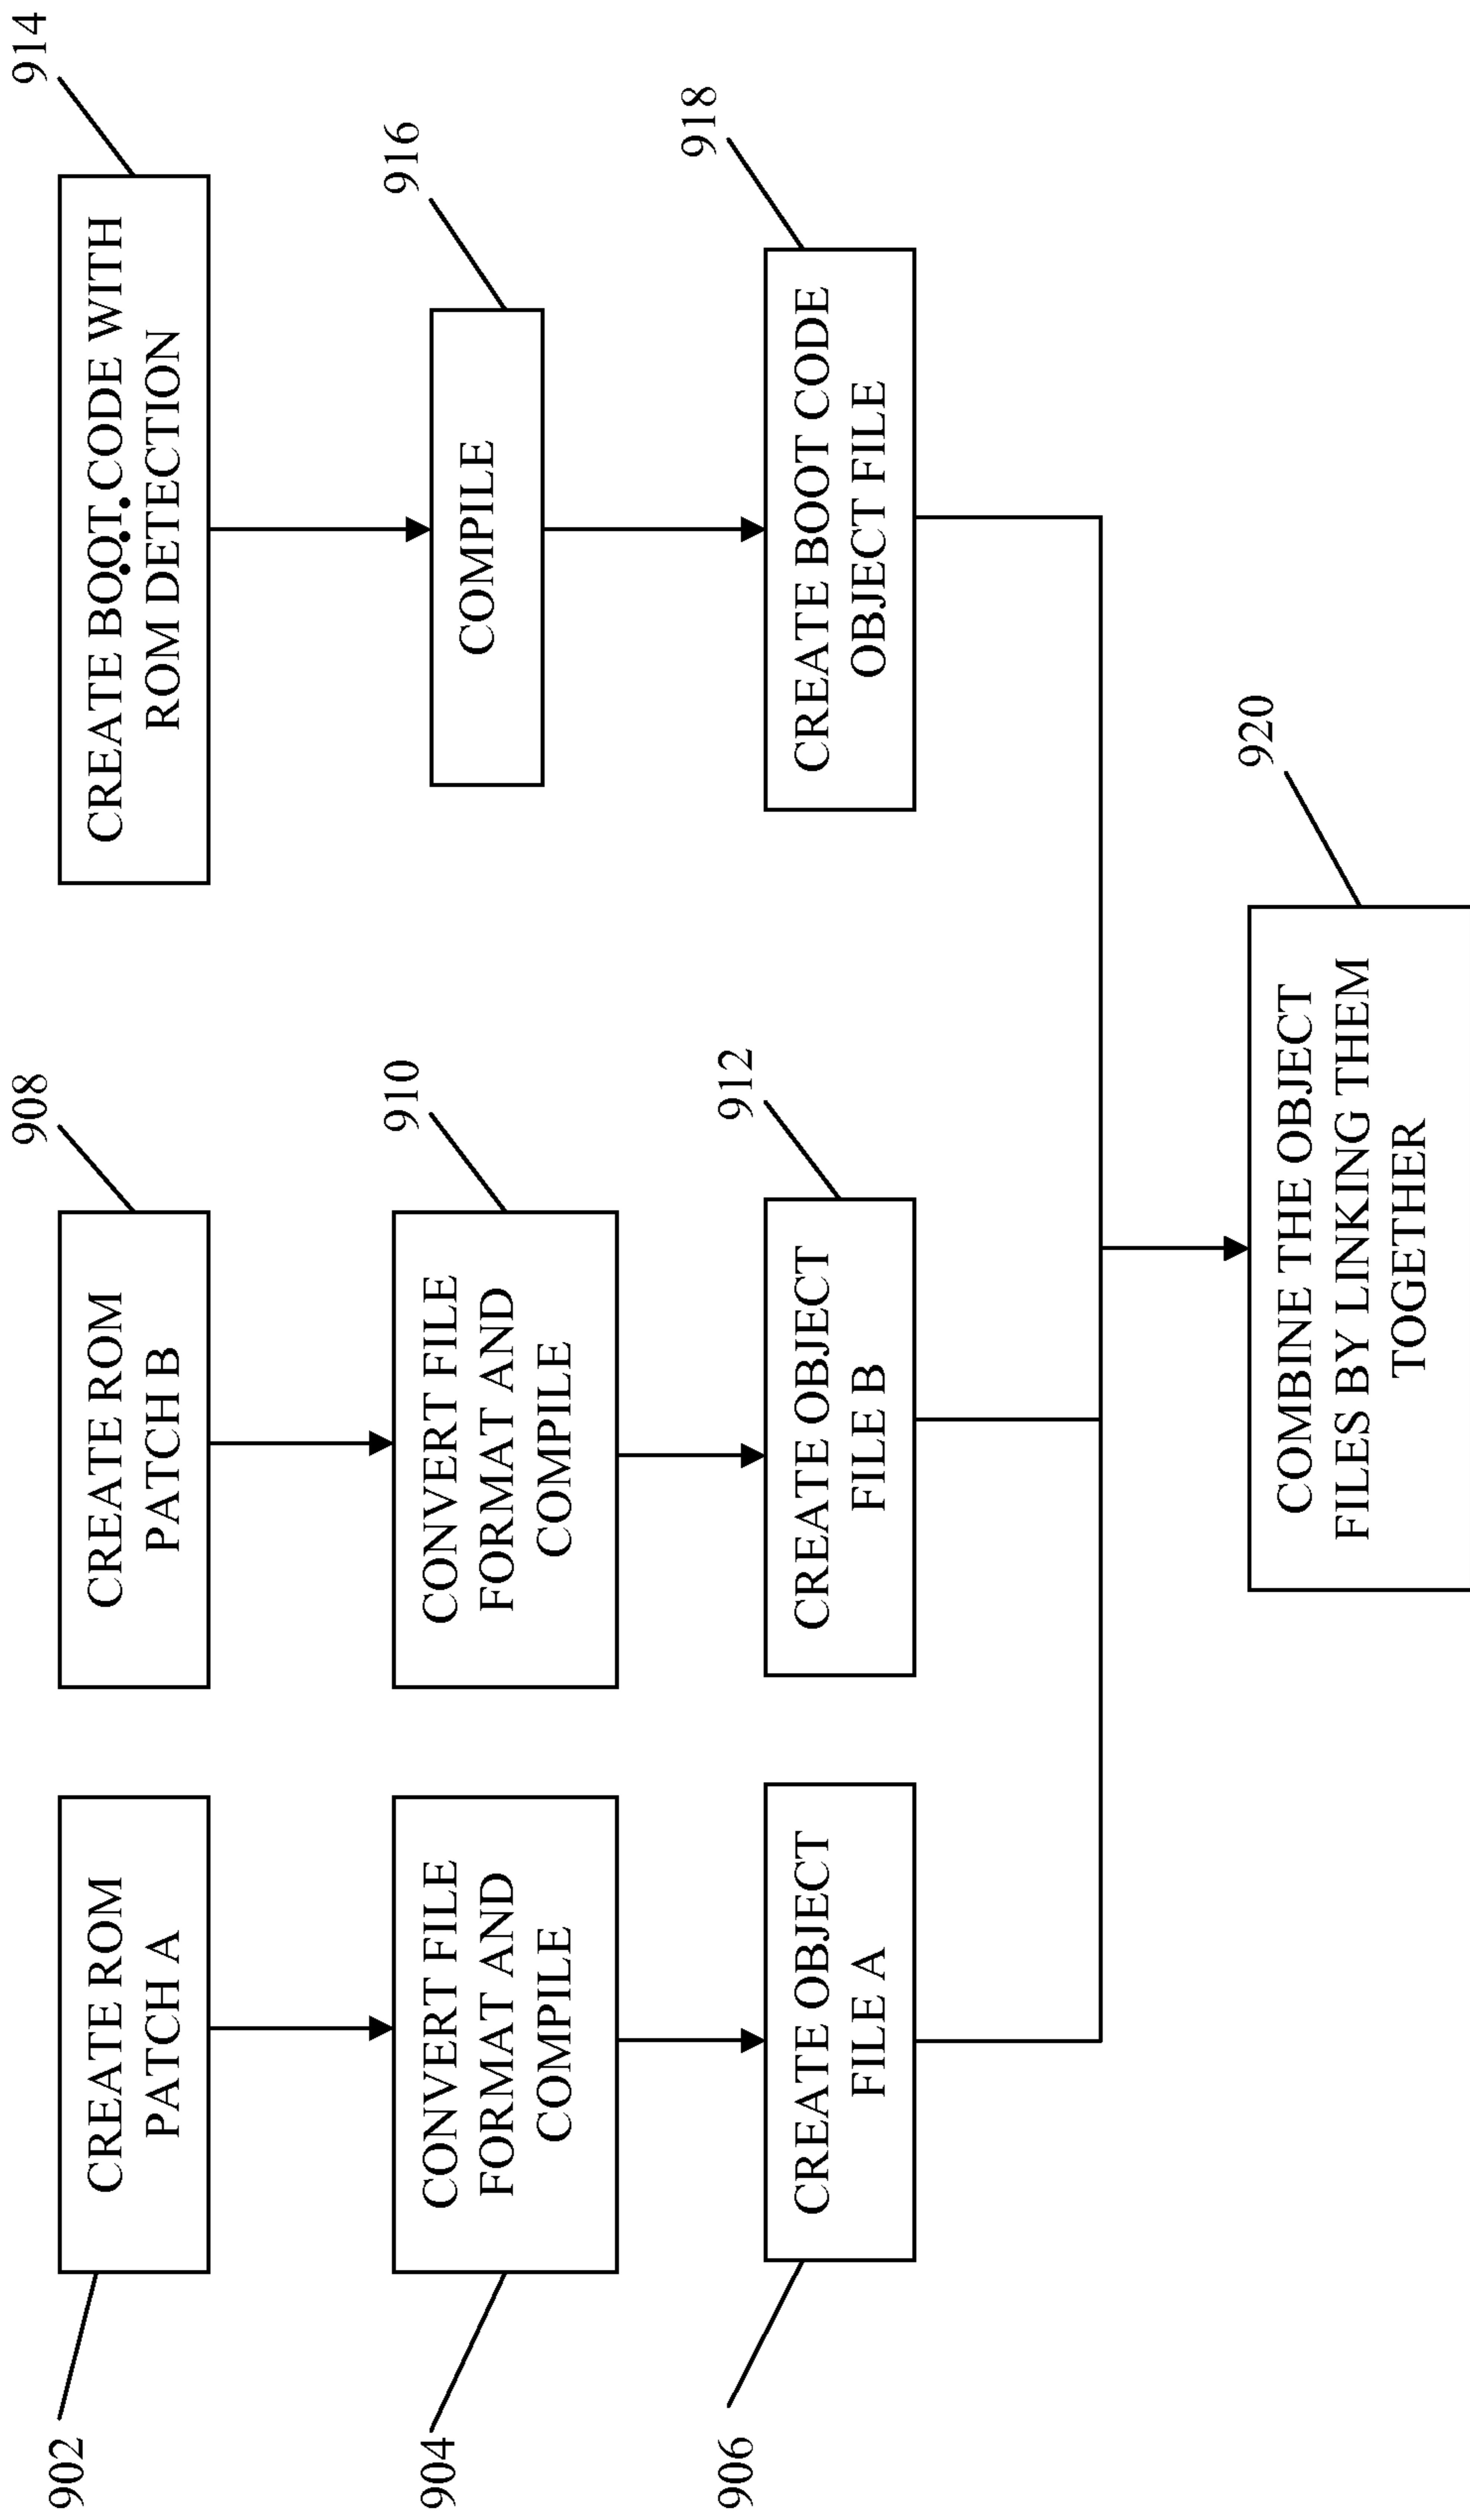 902
CREATE ROM
PATCH A
908
CREATE ROM
PATCH B
914
CREATE BOOT CODE WITH
ROM DETECTION
904
CONVERT FILE
FORMAT AND
COMPILE
910
CONVERT FILE
FORMAT AND
COMPILE
916
COMPILE
906
CREATE OBJECT
FILE A
912
CREATE OBJECT
FILE B
918
CREATE BOOT CODE
OBJECT FILE
920
COMBINE THE OBJECT
FILES BY LINKING THEM
TOGETHER